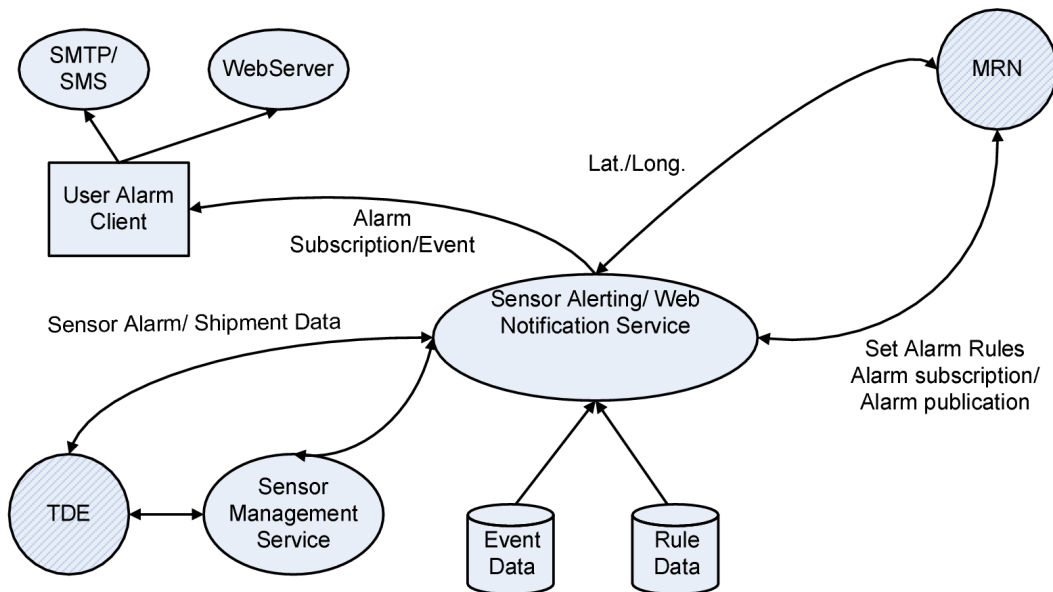 SMTP/
SMS
WebServer
MRN
User Alarm
Client
Lat./Long.
Alarm
Subscription/Event
Sensor Alerting/ Web
Notification Service
Sensor Alarm/ Shipment Data
Set Alarm Rules
Alarm subscription/
Alarm publication
TDE
Sensor
Management
Service
Event
Data
Rule
Data